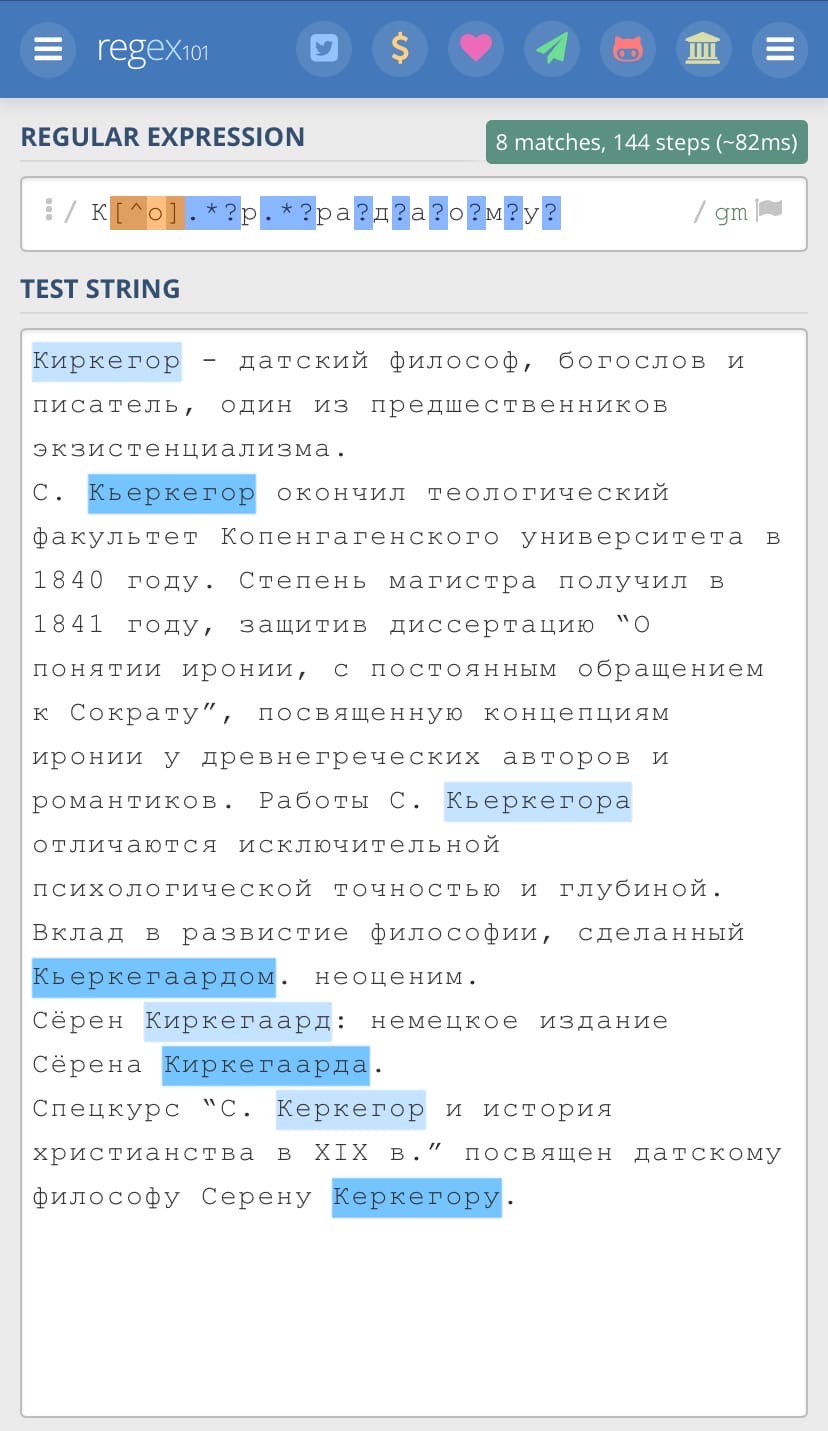 regex101
REGULAR EXPRESSION
8 matches, 144 steps (~82ms)
/ К[^о].*?р.*?ра?д?а?о?м?у? / gm
TEST STRING
Киркегор - датский философ, богослов и
писатель, один из предшественников
экзистенциализма.
С. Кьеркегор окончил теологический
факультет Копенгагенского университета в
1840 году. Степень магистра получил в
1841 году, защитив диссертацию “О
понятии иронии, с постоянным обращением
к Сократу”, посвященную концепциям
иронии у древнегреческих авторов и
романтиков. Работы С. Кьеркегора
отличаются исключительной
психологической точностью и глубиной.
Вклад в развистие философии, сделанный
Кьеркегаардом. неоценим.
Сёрен Киркегаард: немецкое издание
Сёрена Киркегаарда.
Спецкурс “С. Керкегор и история
христианства в XIX в.” посвящен датскому
философу Серену Керкегору.